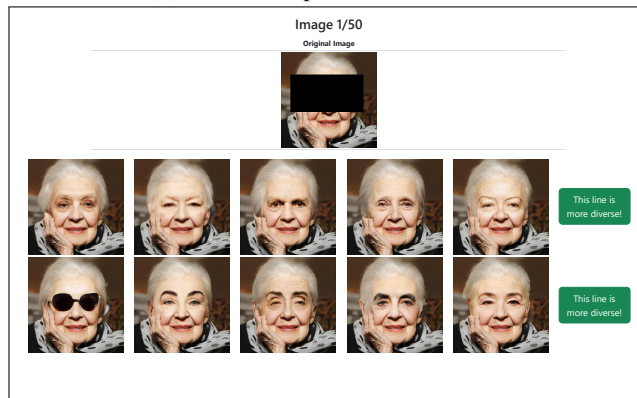 Image 1/50
Original Image
This line is
more diverse!
This line is
more diverse!